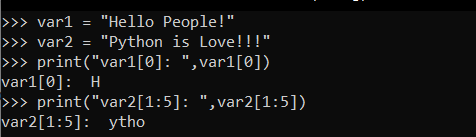 >>> var1 = "Hello People!"
>>> var2 = "Python is Love!!!"
>>> print("var1[0]: ",var1[0])
var1[0]:  H
>>> print("var2[1:5]: ",var2[1:5])
var2[1:5]:  ytho